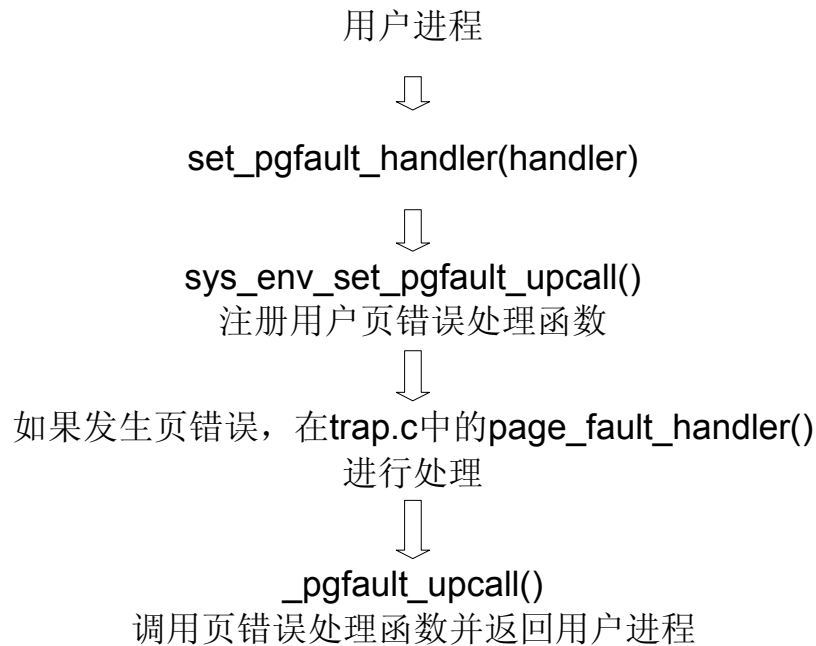 用户进程
set_pgfault_handler(handler)
sys_env_set_pgfault_upcall()
注册用户页错误处理函数
如果发生页错误，在trap.c中的page_fault_handler()
进行处理
_pgfault_upcall()
调用页错误处理函数并返回用户进程